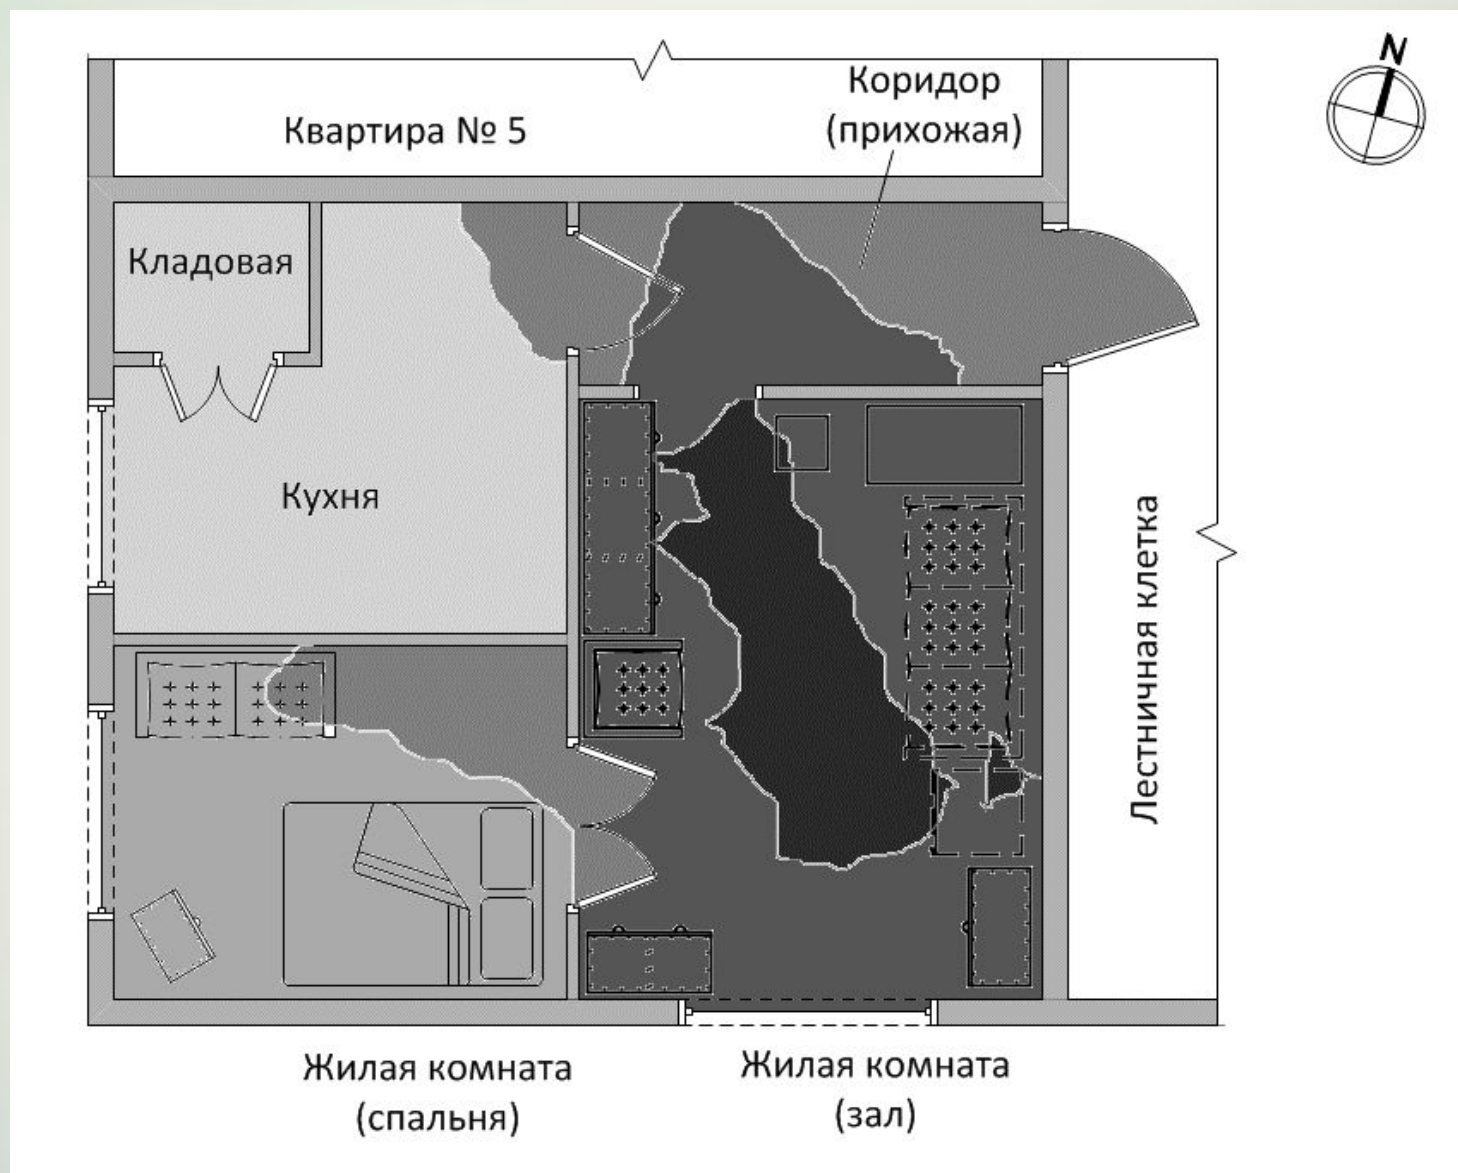 N
Коридор
(прихожая)
Квартира № 5
Кладовая
Кухня
Лестничная клетка
Жилая комната
(спальня)
Жилая комната
(зал)